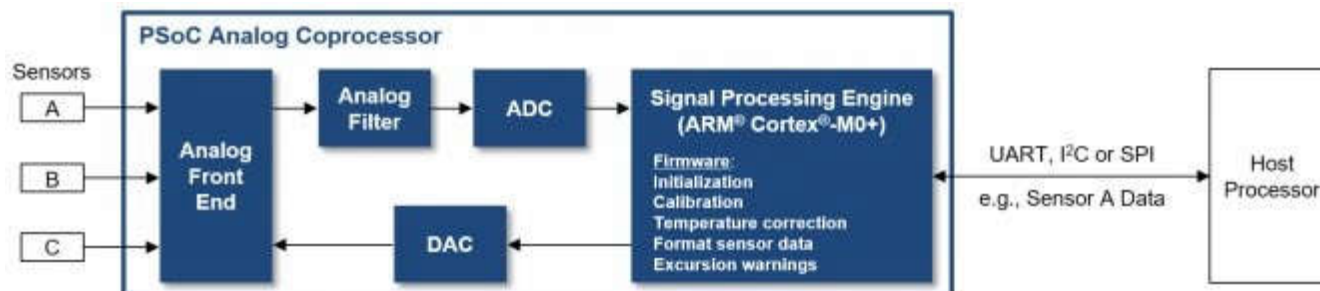 PSoC Analog Coprocessor
Sensors
A
B
C
Analog
Front
End
Analog
Filter
ADC
DAC
Signal Processing Engine
(ARM® Cortex®-M0+)
Firmware:
Initialization
Calibration
Temperature correction
Format sensor data
Excursion warnings
UART, I²C or SPI
e.g., Sensor A Data
Host
Processor